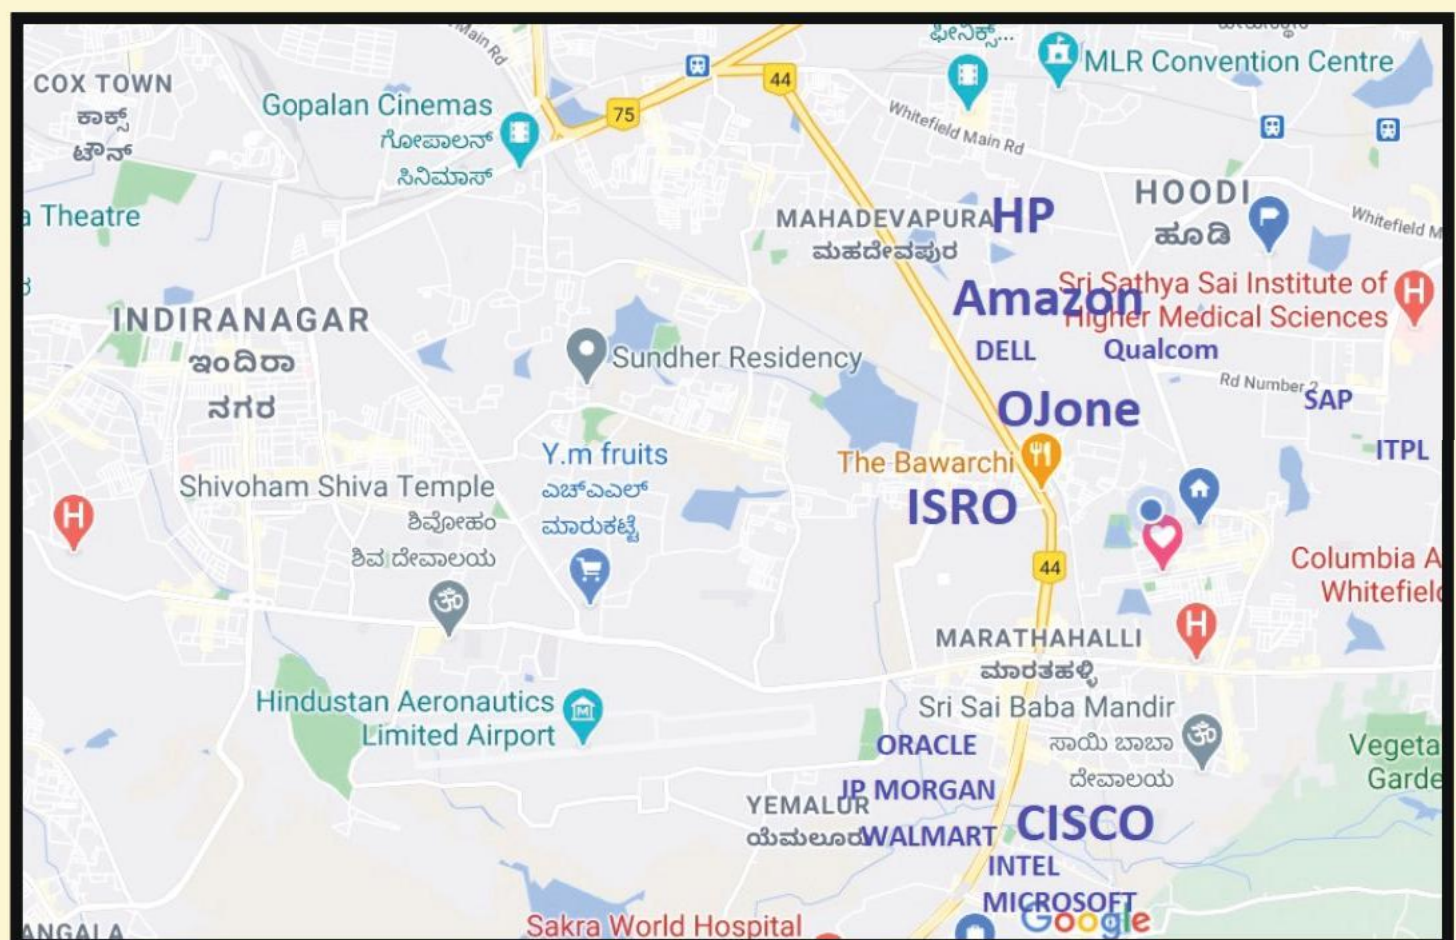 Main Rd
ಫೀನಿಕ್ಸ್...
MLR Convention Centre
COX TOWN
ಕಾಕ್ಸ್
ಟೌನ್
Gopalan Cinemas
ಗೋಪಾಲನ್
ಸಿನಿಮಾಸ್
75
44
Whitefield Main Rd
HOODI
ಹೂಡಿ
Whitefield M
a Theatre
MAHADEVAPURA
ಮಹದೇವಪುರ
HP
Amazon
Sri Sathya Sai Institute of
Higher Medical Sciences
H
INDIRANAGAR
ಇಂದಿರಾ
ನಗರ
Sundher Residency
DELL
Qualcom
Rd Number 2
SAP
OJone
ITPL
Y.m fruits
ಎಚ್ಎಎಲ್
ಮಾರುಕಟ್ಟೆ
The Bawarchi
ISRO
Shivoham Shiva Temple
ಶಿವೋಹಂ
ಶಿವ ದೇವಾಲಯ
H
44
Columbia A
Whitefield
H
MARATHAHALLI
ಮಾರತಹಳ್ಳಿ
Hindustan Aeronautics
Limited Airport
Sri Sai Baba Mandir
ಸಾಯಿ ಬಾಬಾ
ದೇವಾಲಯ
ORACLE
Vegeta
Garde
JP MORGAN
YEMALUR
ಯೆಮಲೂರು
WALMART
CISCO
INTEL
MICROSOFT
Google
Sakra World Hospital
ANGALA